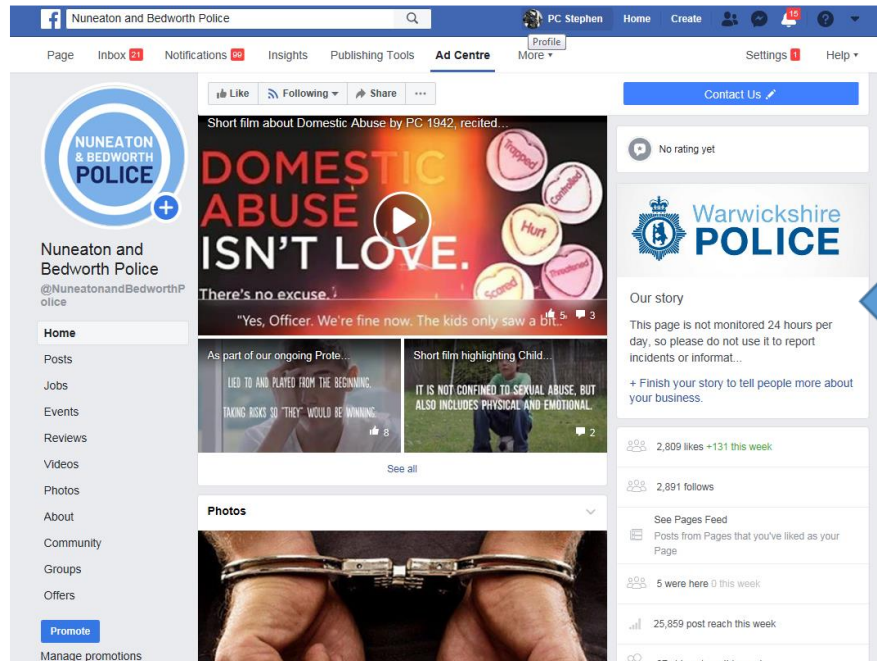 Nuneaton and Bedworth Police
PC Stephen
Home
Create
15
Profile
Page
Inbox 21
Notifications 99
Insights
Publishing Tools
Ad Centre
More
Settings 1
Help
NUNEATON
& BEDWORTH
POLICE
Nuneaton and
Bedworth Police
@NuneatonandBedworthP
olice
Home
Posts
Jobs
Events
Reviews
Videos
Photos
About
Community
Groups
Offers
Promote
Manage promotions
Like
Following
Share
Short film about Domestic Abuse by PC 1942, recited...
DOMESTIC
ABUSE
ISN'T LOVE.
There's no excuse.
Trapped
Controlled
Hurt
Threatened
Scared
"Yes, Officer. We're fine now. The kids only saw a bit..
5
3
As part of our ongoing Prote...
LIED TO AND PLAYED FROM THE BEGINNING.
TAKING RISKS SO "THEY" WOULD BE WINNING.
8
Short film highlighting Child...
IT IS NOT CONFINED TO SEXUAL ABUSE, BUT
ALSO INCLUDES PHYSICAL AND EMOTIONAL.
2
See all
Photos
Contact Us
No rating yet
Warwickshire
POLICE
Our story
This page is not monitored 24 hours per
day, so please do not use it to report
incidents or informat...
+ Finish your story to tell people more about
your business.
2,809 likes +131 this week
2,891 follows
See Pages Feed
Posts from Pages that you've liked as your
Page
5 were here 0 this week
25,859 post reach this week